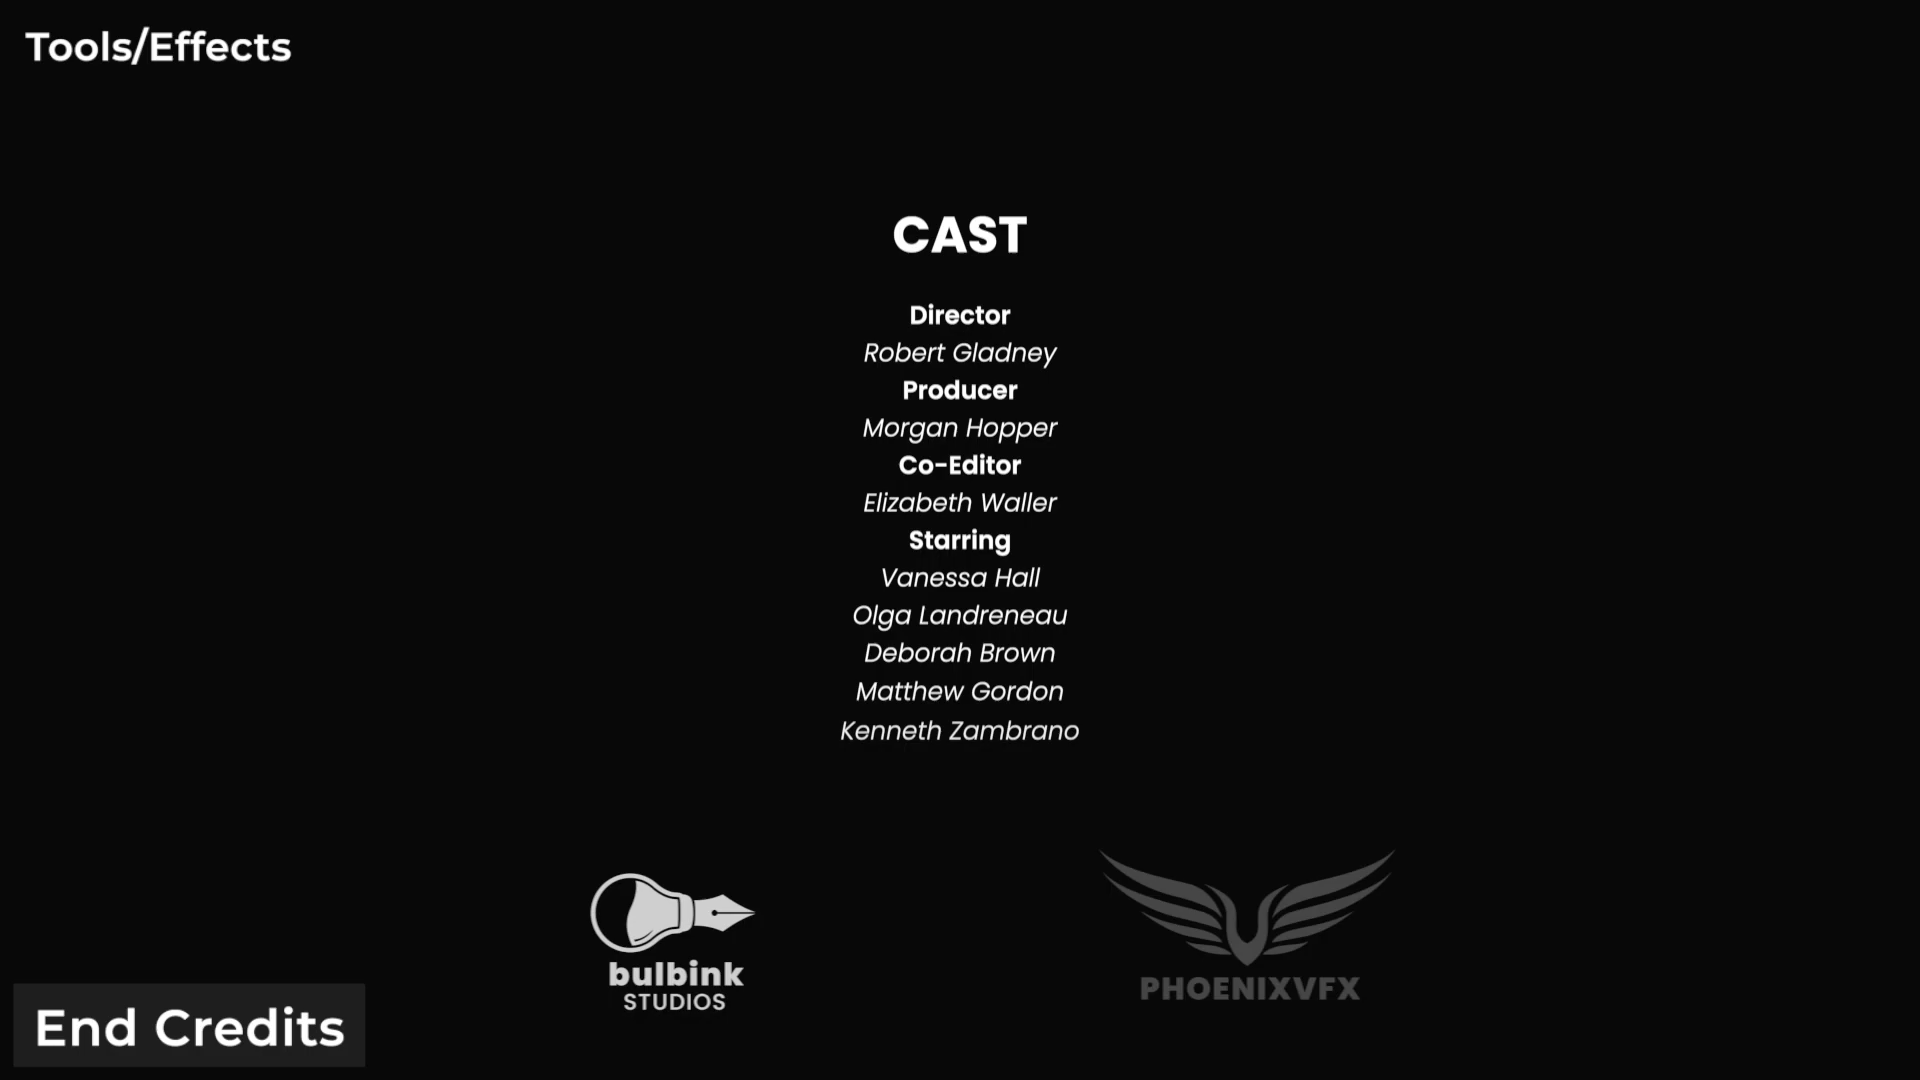 Tools/Effects
CAST
Director
Robert Gladney
Producer
Morgan Hopper
Co-Editor
Elizabeth Waller
Starring
Vanessa Hall
Olga Landreneau
Deborah Brown
Matthew Gordon
Kenneth Zambrano
bulbink
STUDIOS
PHOENIXVFX
End Credits